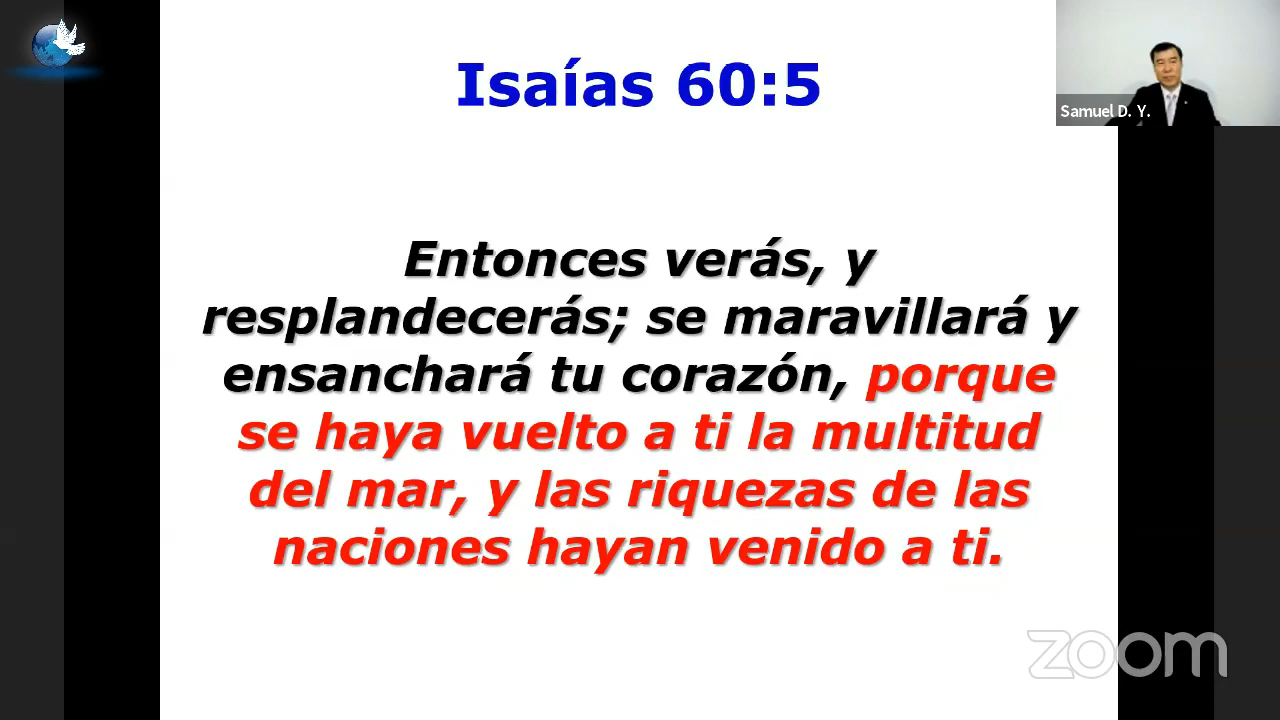 Isaías 60:5
Samuel D. Y.
Entonces verás, y
resplandecerás; se maravillará y
ensanchará tu corazón, porque
se haya vuelto a ti la multitud
del mar, y las riquezas de las
naciones hayan venido a ti.
zoom